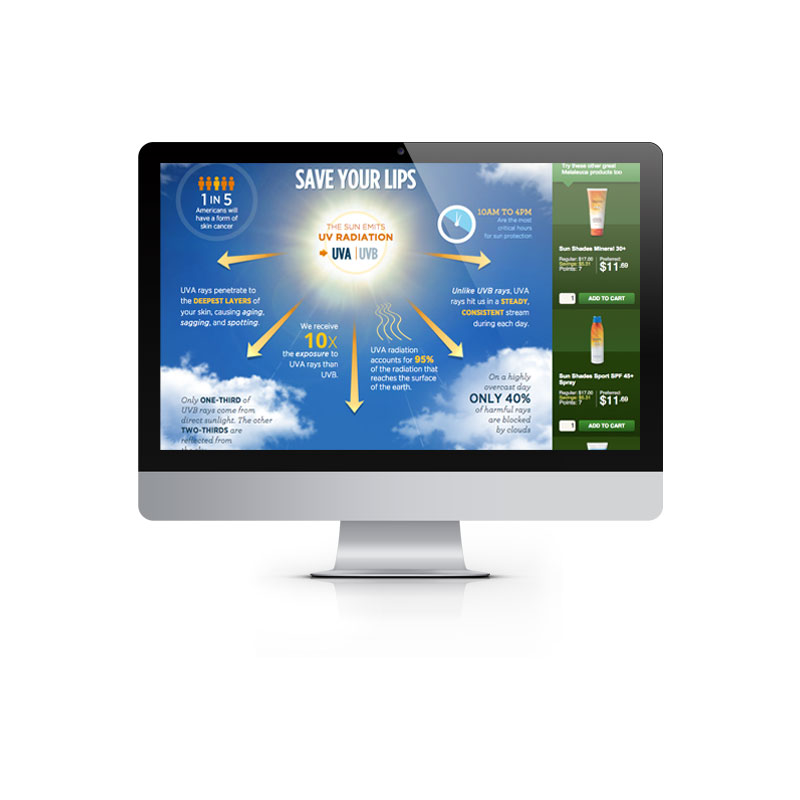 SAVE YOUR LIPS
1 IN 5
Americans will
have a form of
skin cancer
THE SUN EMITS
UV RADIATION
UVA | UVB
10AM TO 4PM
Are the most
critical hours
for sun protection
UVA rays penetrate to
the DEEPEST LAYERS of
your skin, causing aging,
sagging, and spotting.
We receive
10X
the exposure to
UVA rays than
UVB.
UVA radiation
accounts for 95%
of the radiation that
reaches the surface
of the earth.
Unlike UVB rays, UVA
rays hit us in a STEADY,
CONSISTENT stream
during each day.
Only ONE-THIRD of
UVB rays come from
direct sunlight. The other
TWO-THIRDS are
reflected from
On a highly
overcast day
ONLY 40%
of harmful rays
are blocked
by clouds
Try these other great
Melaleuca products too
Sun Shades Mineral 30+
Regular: $17.00
Savings: $5.31
Points: 7
Preferred:
$11.69
1
ADD TO CART
Sun Shades Sport SPF 45+
Spray
Regular: $17.00
Savings: $5.31
Points: 7
Preferred:
$11.69
1
ADD TO CART